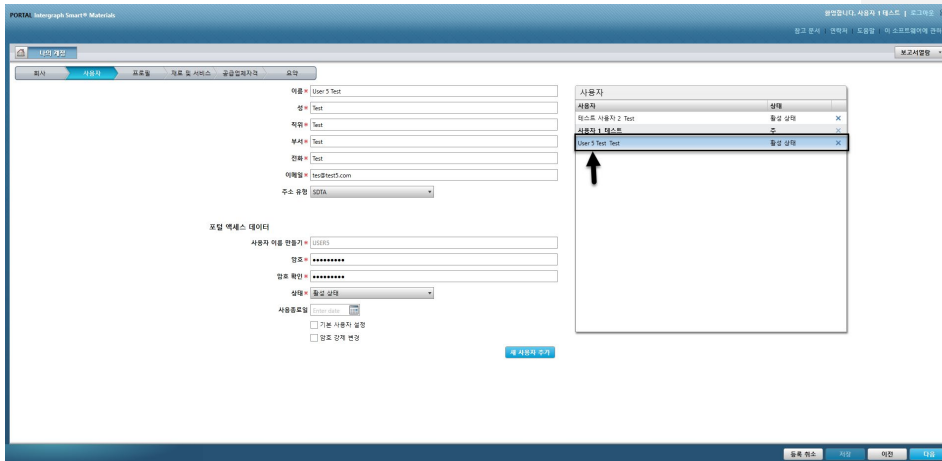 PORTAL Intergraph Smart® Materials
환영합니다. 사용자 1 테스트 | 로그아웃
참고 문서 | 연락처 | 도움말 | 이 소프트웨어에 관하
나의 계정
보고서열람
회사 사용자 프로필 재료 및 서비스 공급업체자격 요약
이름* User 5 Test
성* Test
직위* Test
부서* Test
전화* Test
이메일* tes@test5.com
주소 유형 SDTA
포털 액세스 데이터
사용자 이름 만들기* USER5
암호* •••••••••
암호 확인* •••••••••
상태* 활성 상태
사용종료일 Enter date
기본 사용자 설정
암호 강제 변경
새 사용자 추가
사용자
사용자 상태
테스트 사용자 2 Test 활성 상태
사용자 1 테스트 주
User 5 Test Test 활성 상태
등록 취소 저장 이전 다음